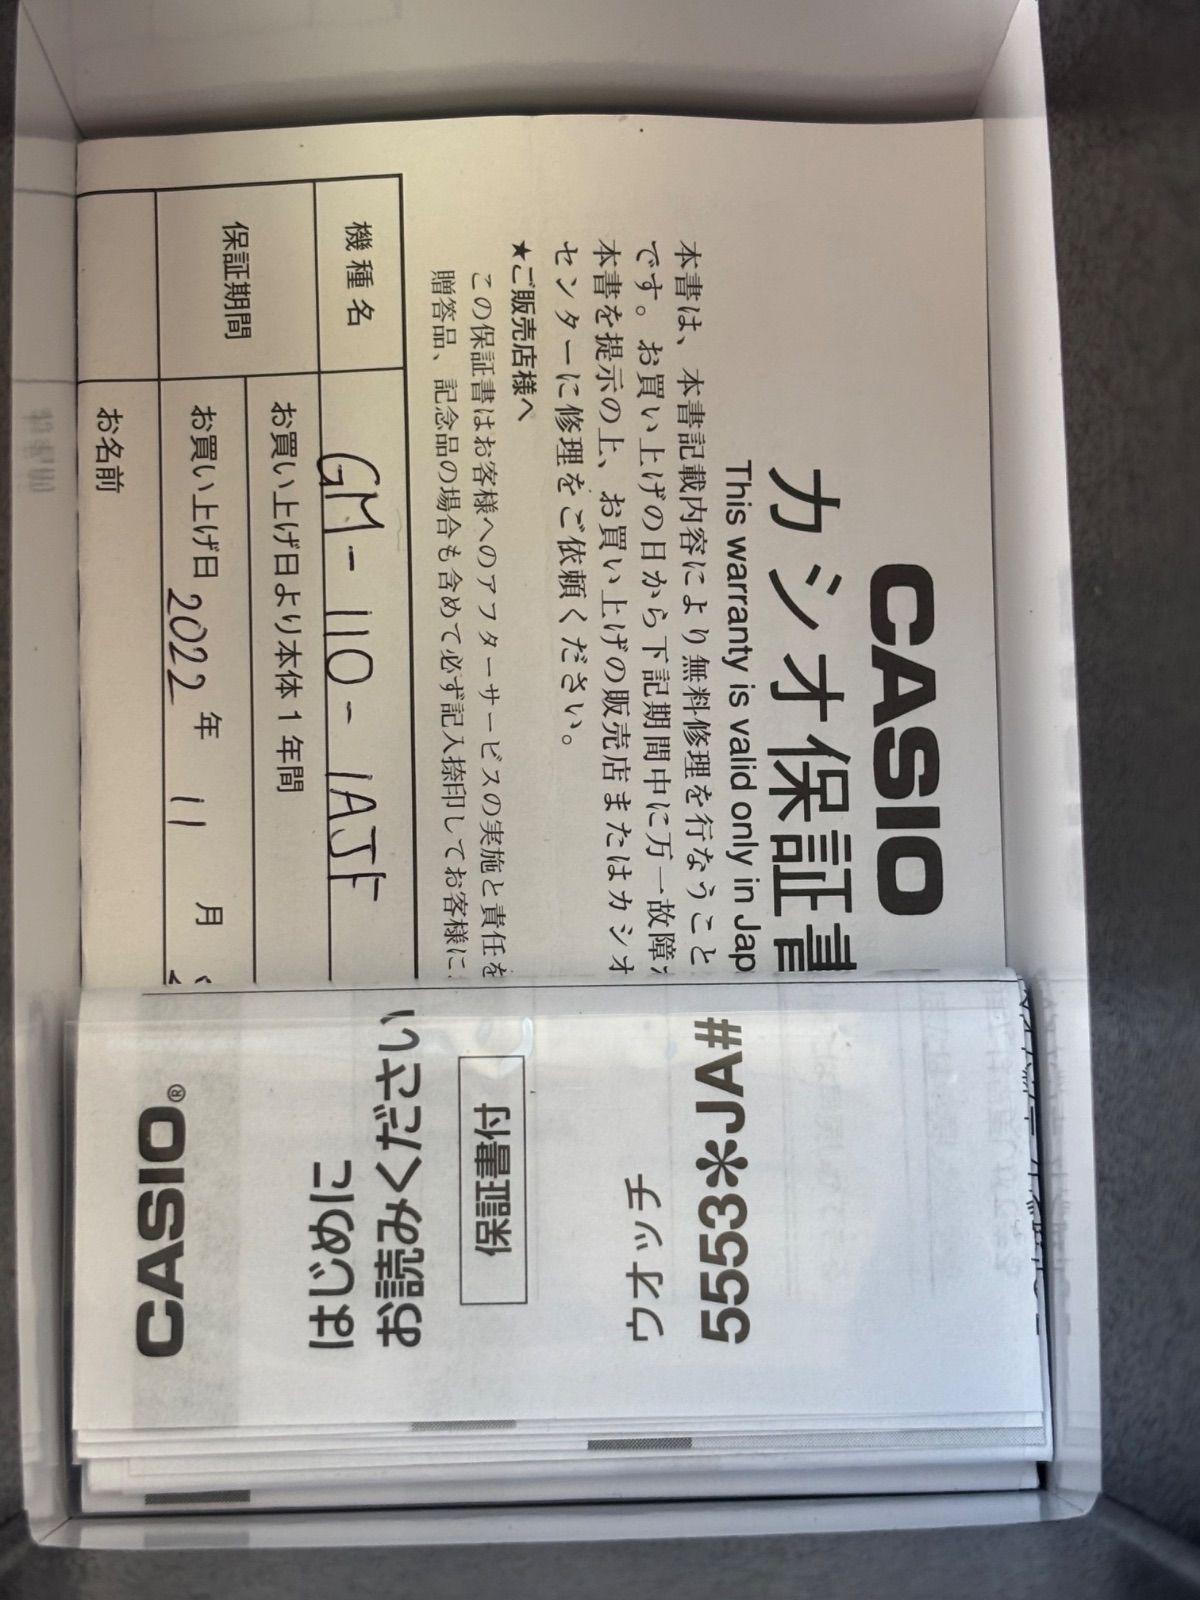 CASIO
カシオ保証書
This warranty is valid only in Jap
本書は、本書記載内容により無料修理を行なうこと
です。お買い上げの日から下記期間中に万一故障
本書を提示の上、お買い上げの販売店またはカシオ
センターに修理をご依頼ください。
★ご販売店様へ
この保証書はお客様へのアフターサービスの実施と責任を
贈答品、記念品の場合も含めて必ず記入捺印してお客様に
機種名 GM-110-1AJF
保証期間 お買い上げ日より本体1年間
お買い上げ日 2022 年 11 月
お名前
CASIO®
はじめに
お読みください
保証書付
ウオッチ
5553*JA#